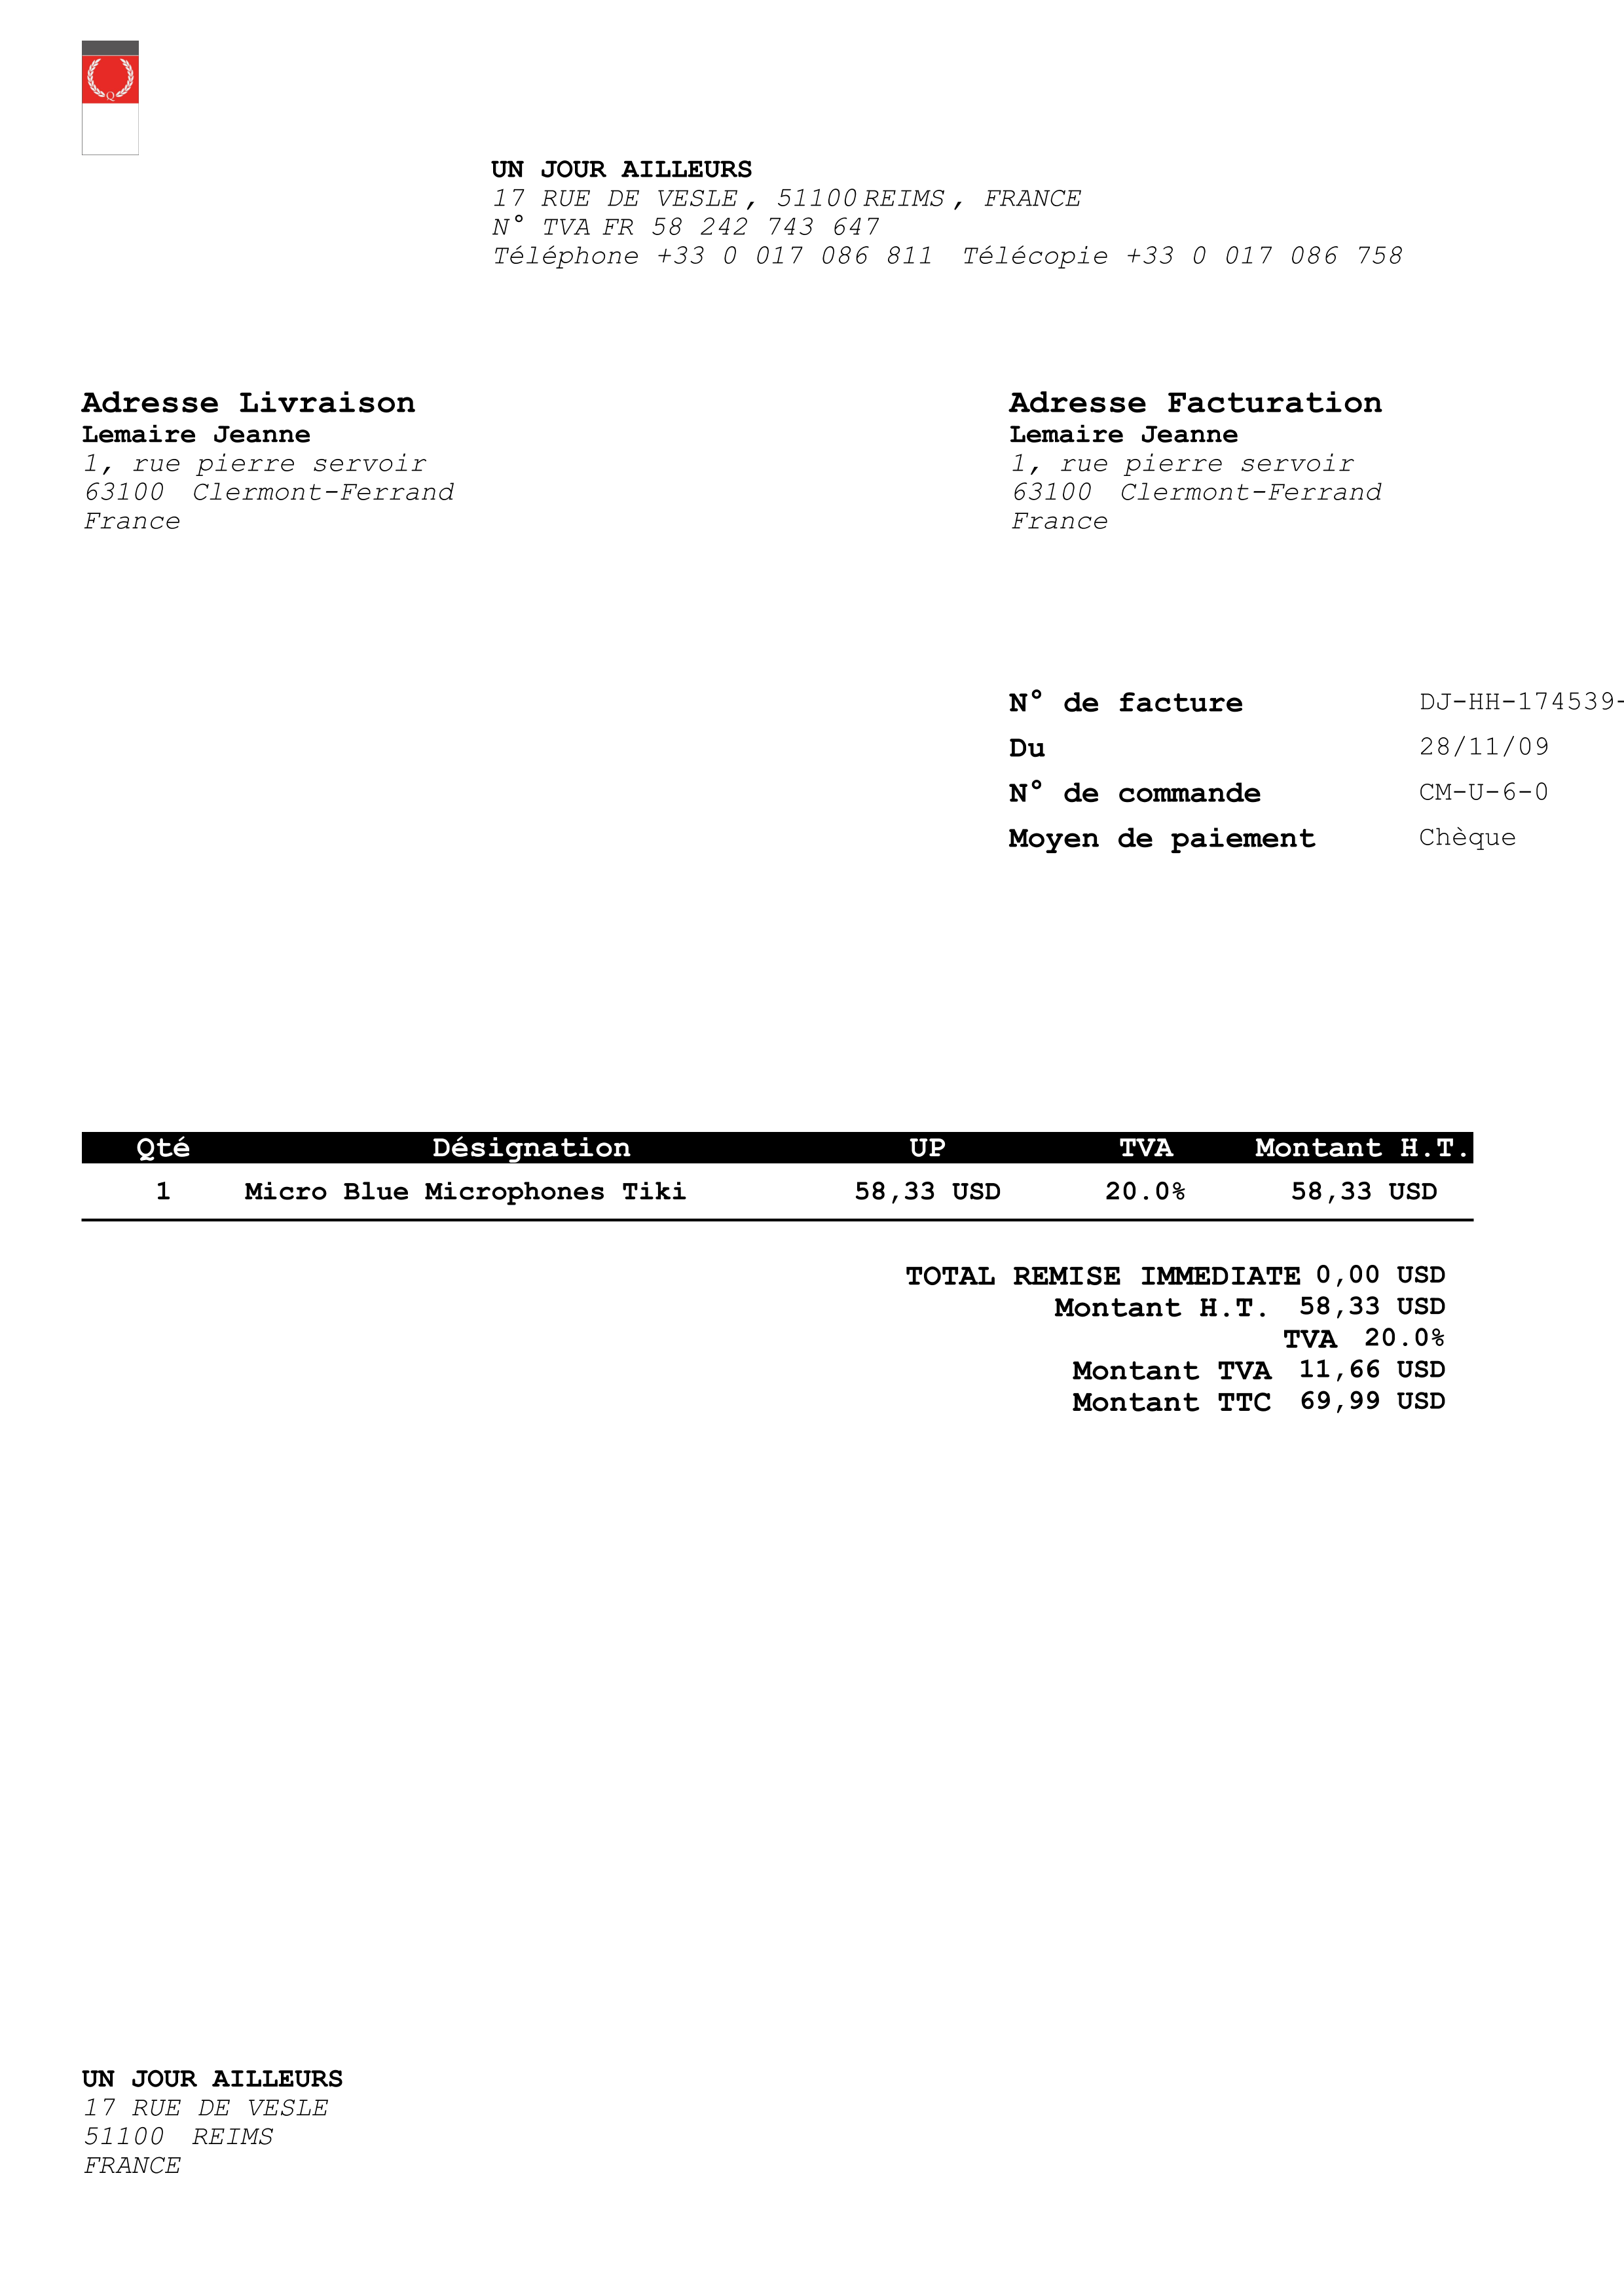 Q
UN JOUR AILLEURS
17 RUE DE VESLE, 51100 REIMS, FRANCE
N° TVA FR 58 242 743 647
Téléphone +33 0 017 086 811 Télécopie +33 0 017 086 758
Adresse Livraison
Lemaire Jeanne
1, rue pierre servoir
63100 Clermont-Ferrand
France
Adresse Facturation
Lemaire Jeanne
1, rue pierre servoir
63100 Clermont-Ferrand
France
N° de facture DJ-HH-174539-
Du 28/11/09
N° de commande CM-U-6-0
Moyen de paiement Chèque
Qté Désignation UP TVA Montant H.T.
1 Micro Blue Microphones Tiki 58,33 USD 20.0% 58,33 USD
TOTAL REMISE IMMEDIATE 0,00 USD
Montant H.T. 58,33 USD
TVA 20.0%
Montant TVA 11,66 USD
Montant TTC 69,99 USD
UN JOUR AILLEURS
17 RUE DE VESLE
51100 REIMS
FRANCE